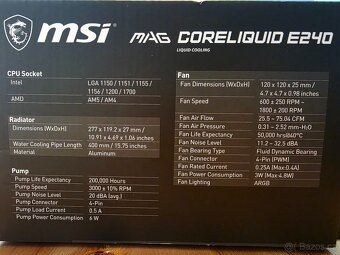 msi MAG CORELIQUID E240
LIQUID COOLING
CPU Socket
Intel LGA 1150 / 1151 / 1155 /
1156 / 1200 / 1700
AMD AM5 / AM4
Radiator
Dimensions [WxDxH] 277 x 119.2 x 27 mm /
10.91 x 4.69 x 1.06 inches
Water Cooling Pipe Length 400 mm / 15.75 inches
Material Aluminum
Pump
Pump Life Expectancy 200,000 Hours
Pump Speed 3000 ± 10% RPM
Pump Noise Level 20 dBA (avg.)
Pump Connector 4-Pin
Pump Load Current 0.5 A
Pump Power Consumption 6 W
Fan
Fan Dimensions [WxDxH] 120 x 120 x 25 mm /
4.7 x 4.7 x 0.98 inches
Fan Speed 600 ± 250 RPM ~
1800 ± 200 RPM
Fan Air Flow 25.5 ~ 75.04 CFM
Fan Air Pressure 0.31 ~ 2.52 mm-H₂O
Fan Life Expectancy 50,000 hrs@40°C
Fan Noise Level 11.2 ~ 32.5 dBA
Fan Bearing Type Fluid Dynamic Bearing
Fan Connector 4-Pin (PWM)
Fan Rated Current 0.25A (Max:0.4A)
Fan Power Consumption 3W (Max:4.8W)
Fan Lighting ARGB